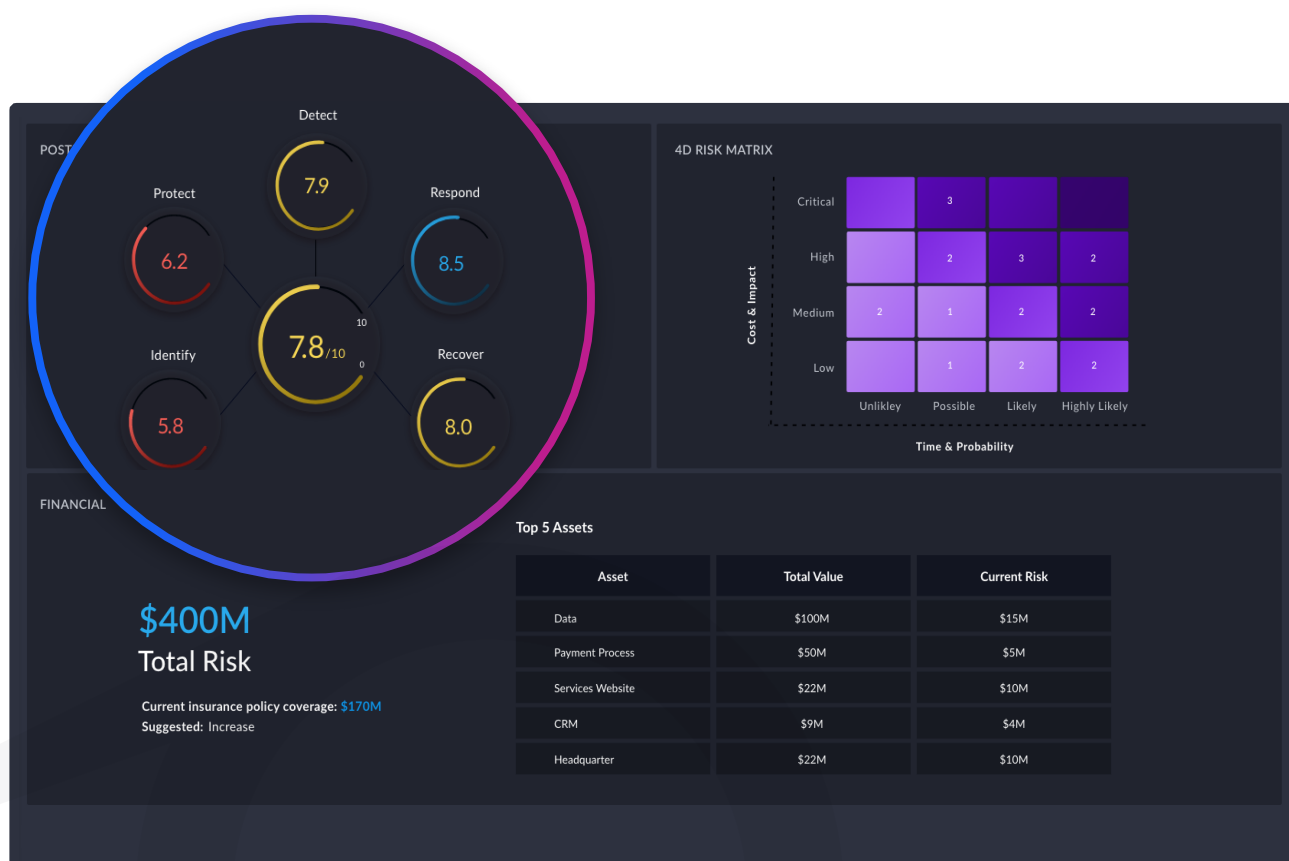 Detect
POST
Protect
Respond
7.9
6.2
8.5
10
7.8/10
0
Identify
Recover
5.8
8.0
4D RISK MATRIX
Cost & Impact
Critical 3
High 2 3 2
Medium 2 1 2 2
Low 1 2 2
Unlikley Possible Likely Highly Likely
Time & Probability
FINANCIAL
$400M
Total Risk
Current insurance policy coverage: $170M
Suggested: Increase
Top 5 Assets
Asset Total Value Current Risk
Data $100M $15M
Payment Process $50M $5M
Services Website $22M $10M
CRM $9M $4M
Headquarter $22M $10M